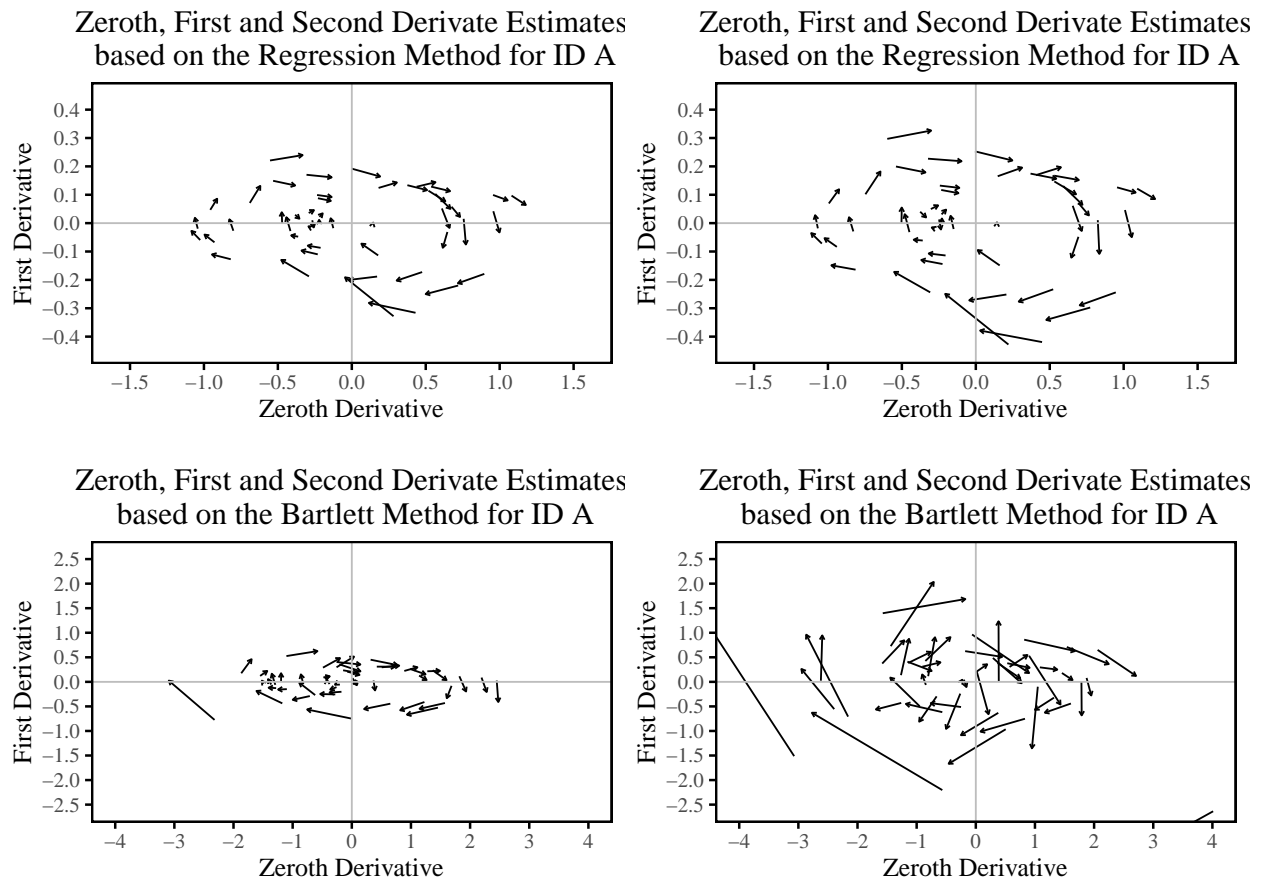 Zeroth, First and Second Derivate Estimates
based on the Regression Method for ID A
First Derivative
0.4
0.3
0.2
0.1
0.0
−0.1
−0.2
−0.3
−0.4
−1.5 −1.0 −0.5 0.0 0.5 1.0 1.5
Zeroth Derivative
Zeroth, First and Second Derivate Estimates
based on the Regression Method for ID A
First Derivative
0.4
0.3
0.2
0.1
0.0
−0.1
−0.2
−0.3
−0.4
−1.5 −1.0 −0.5 0.0 0.5 1.0 1.5
Zeroth Derivative
Zeroth, First and Second Derivate Estimates
based on the Bartlett Method for ID A
First Derivative
2.5
2.0
1.5
1.0
0.5
0.0
−0.5
−1.0
−1.5
−2.0
−2.5
−4 −3 −2 −1 0 1 2 3 4
Zeroth Derivative
Zeroth, First and Second Derivate Estimates
based on the Bartlett Method for ID A
First Derivative
2.5
2.0
1.5
1.0
0.5
0.0
−0.5
−1.0
−1.5
−2.0
−2.5
−4 −3 −2 −1 0 1 2 3 4
Zeroth Derivative